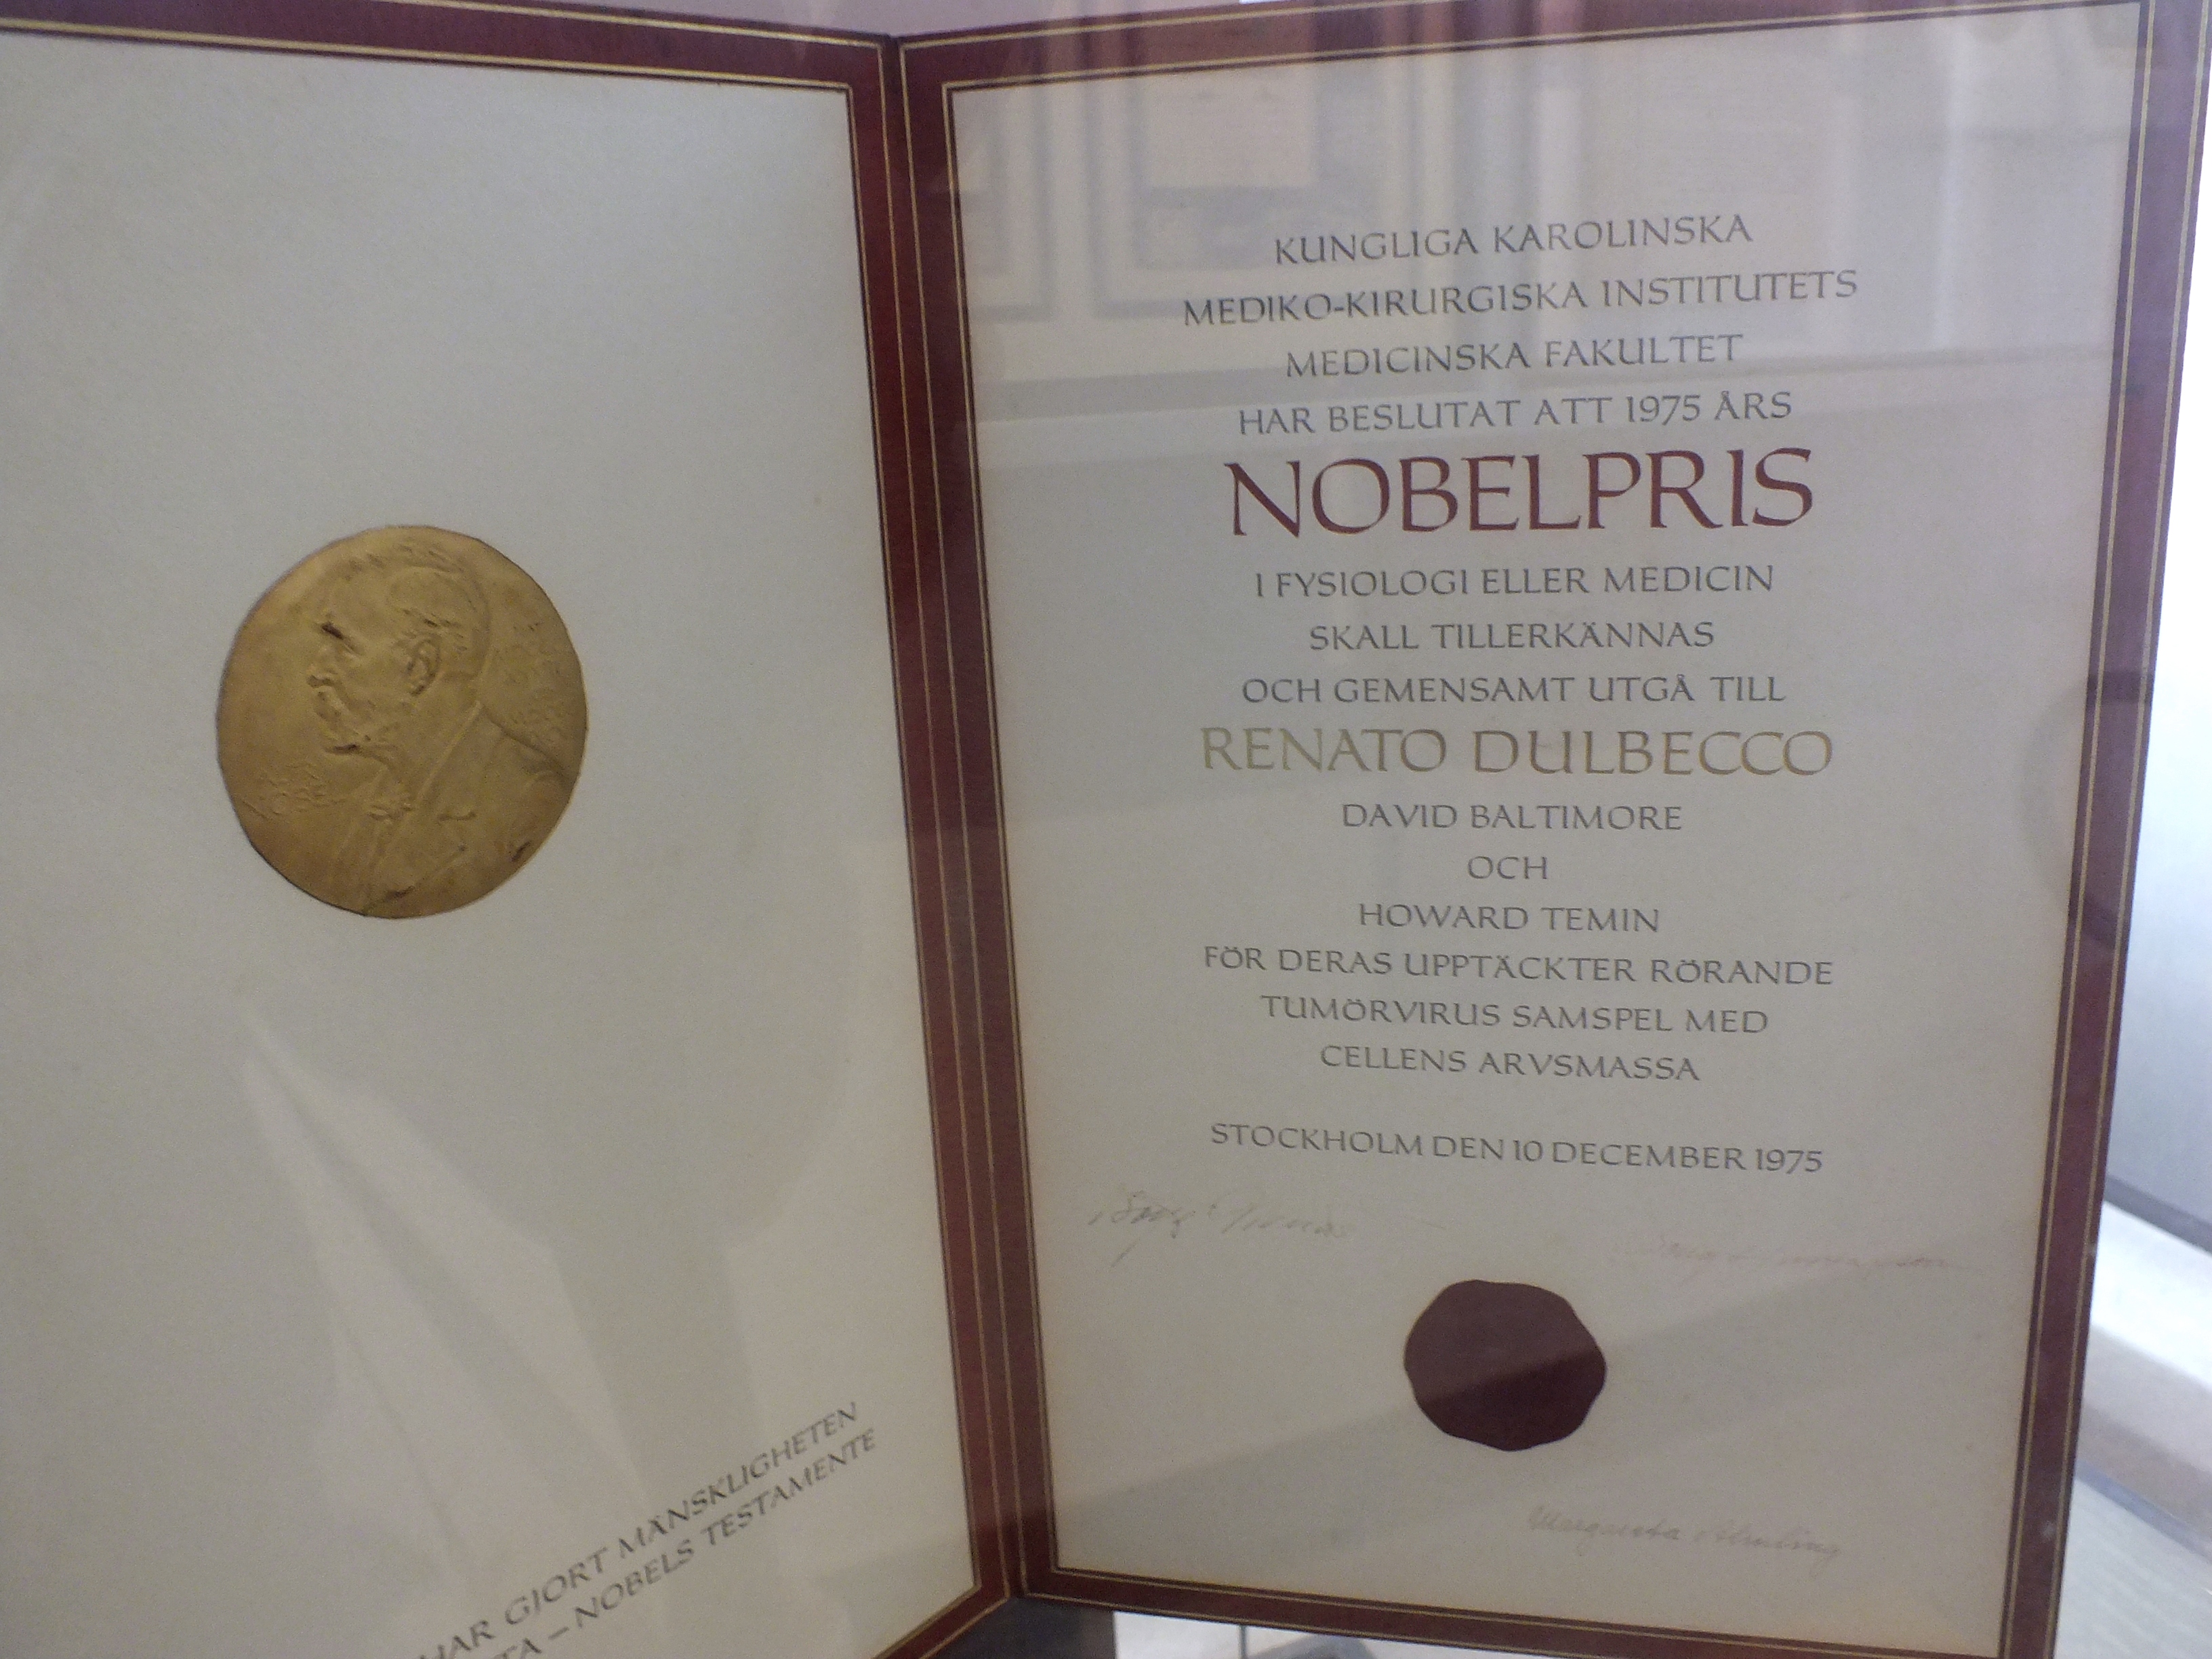 HAR GJORT MÄNSKLIGHETEN
– NOBELS TESTAMENTE
KUNGLIGA KAROLINSKA
MEDIKO-KIRURGISKA INSTITUTETS
MEDICINSKA FAKULTET
HAR BESLUTAT ATT 1975 ÅRS
NOBELPRIS
I FYSIOLOGI ELLER MEDICIN
SKALL TILLERKÄNNAS
OCH GEMENSAMT UTGÅ TILL
RENATO DULBECCO
DAVID BALTIMORE
OCH
HOWARD TEMIN
FÖR DERAS UPPTÄCKTER RÖRANDE
TUMÖRVIRUS SAMSPEL MED
CELLENS ARVSMASSA
STOCKHOLM DEN 10 DECEMBER 1975